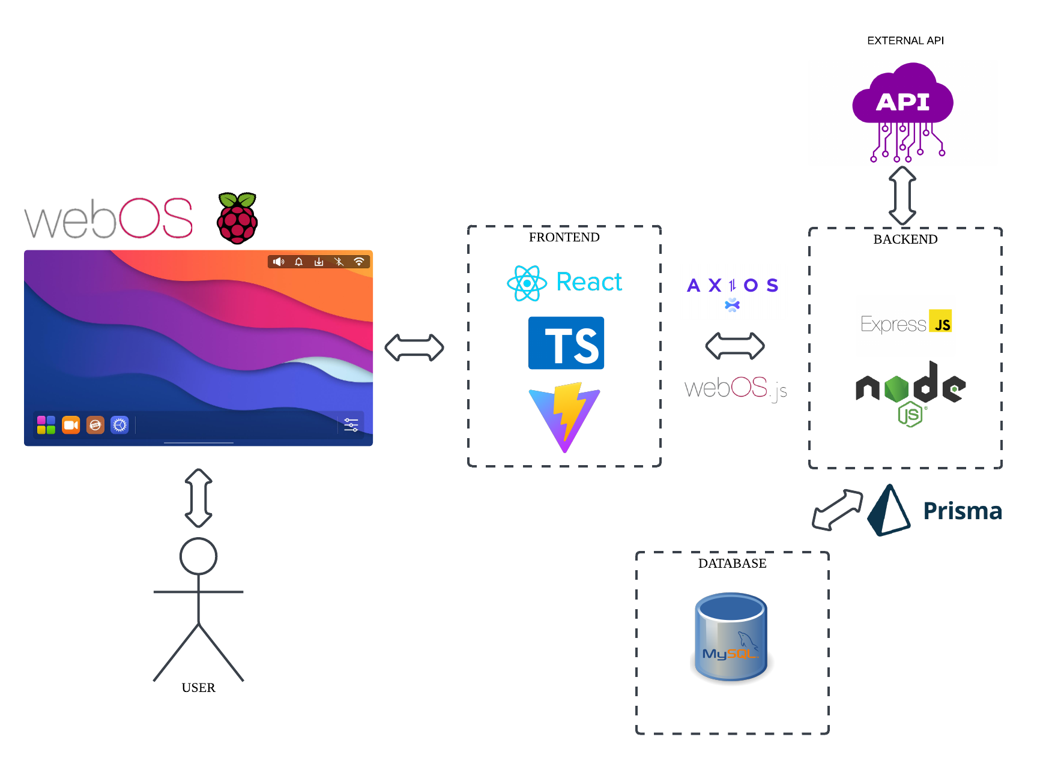 EXTERNAL API
API
webOS
FRONTEND
BACKEND
React
AXIOS
TS
Express JS
webOS.js
node
JS
Prisma
DATABASE
MySQL
USER